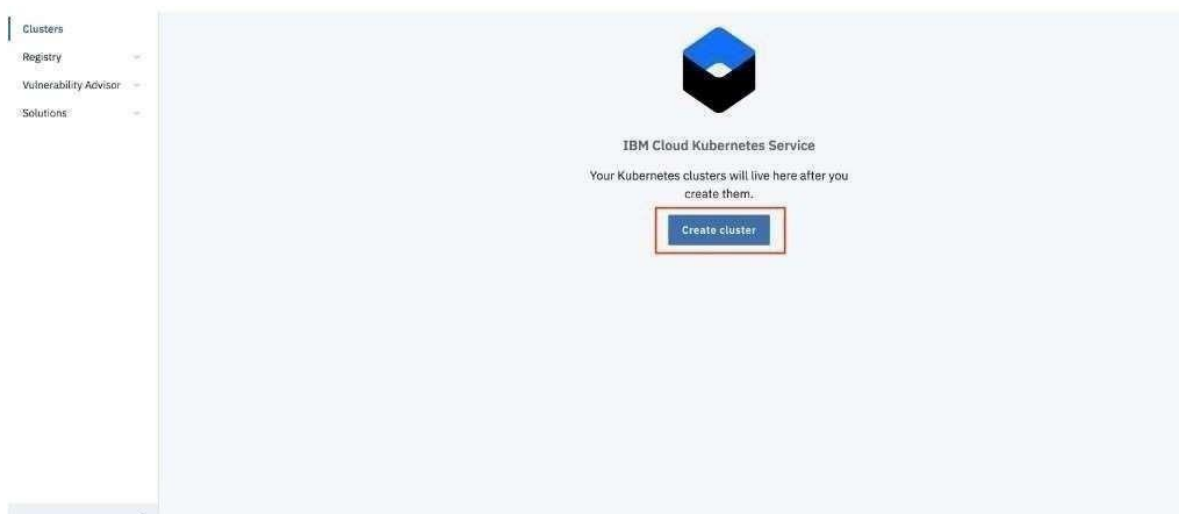 Clusters
Registry
Vulnerability Advisor
Solutions
IBM Cloud Kubernetes Service
Your Kubernetes clusters will live here after you
create them.
Create cluster